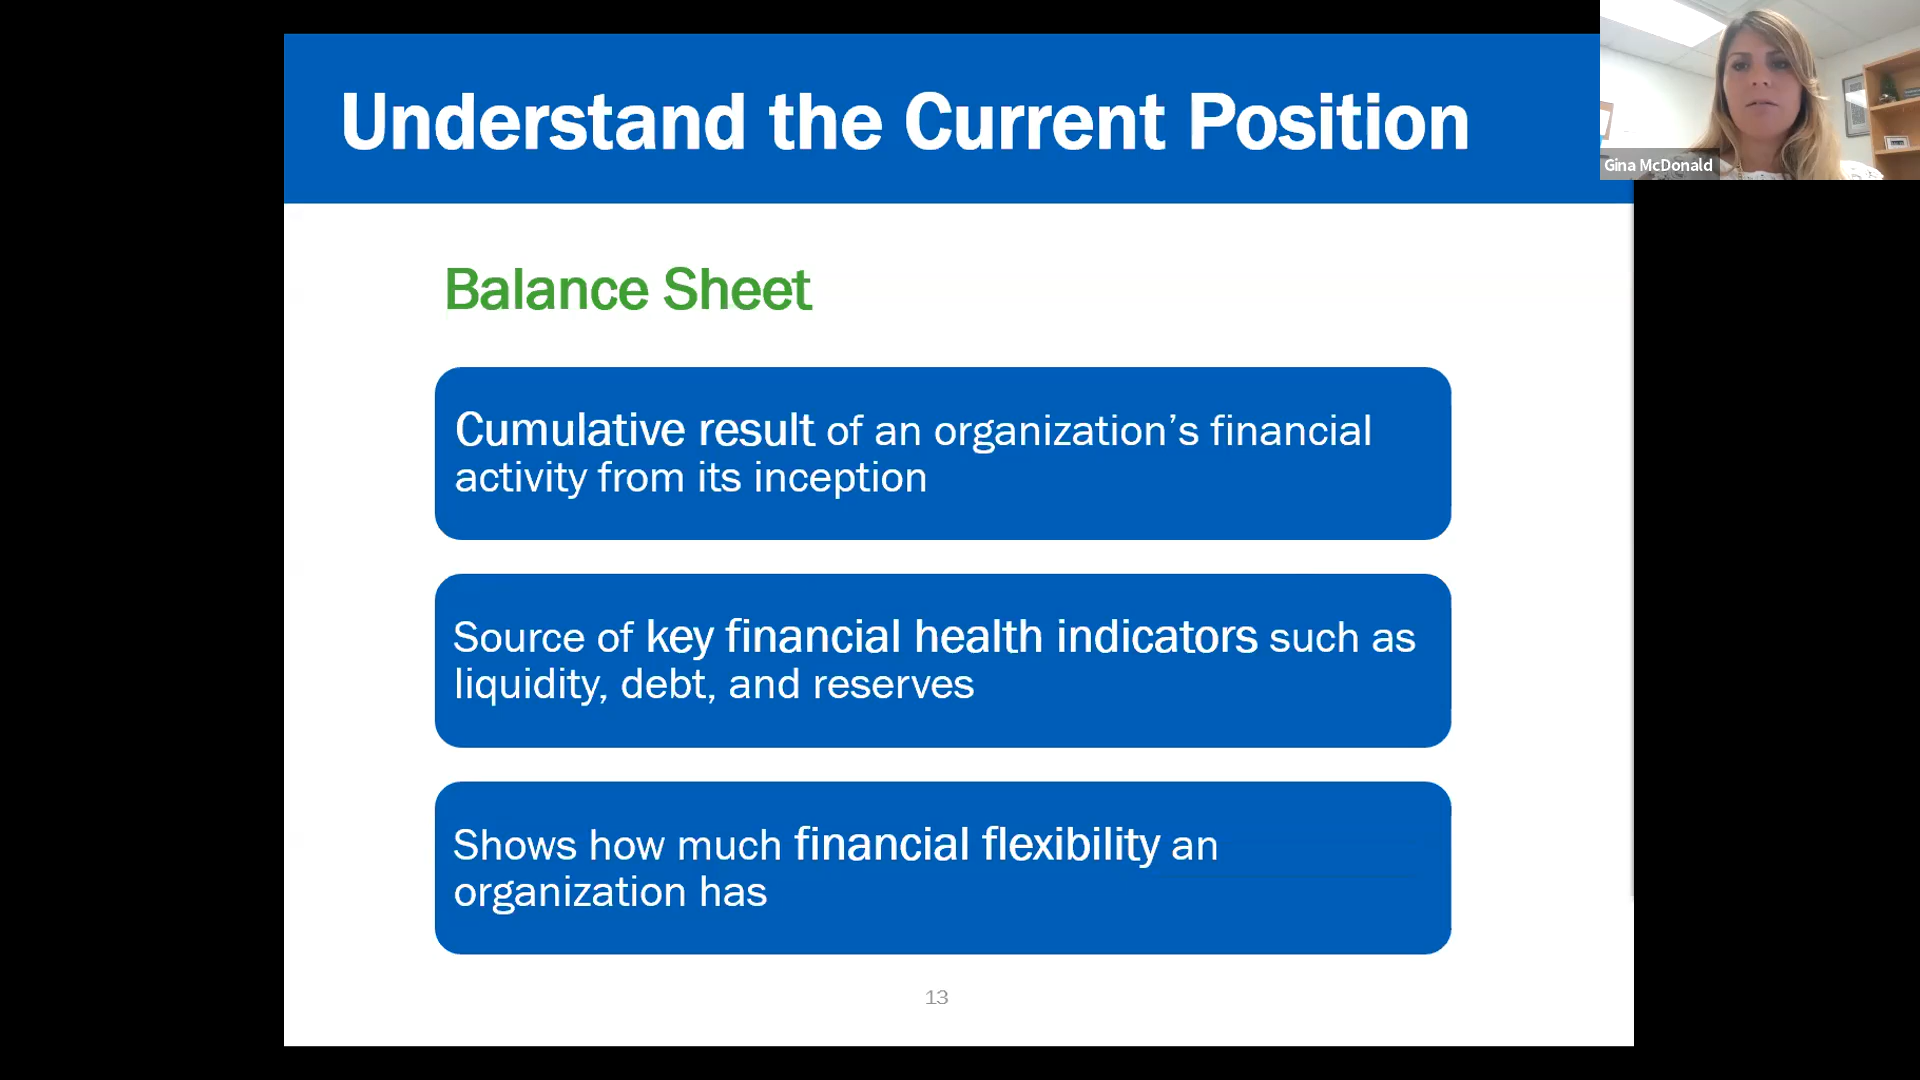 Understand the Current Position
Gina McDonald
Balance Sheet
Cumulative result of an organization’s financial
activity from its inception
Source of key financial health indicators such as
liquidity, debt, and reserves
Shows how much financial flexibility an
organization has
13